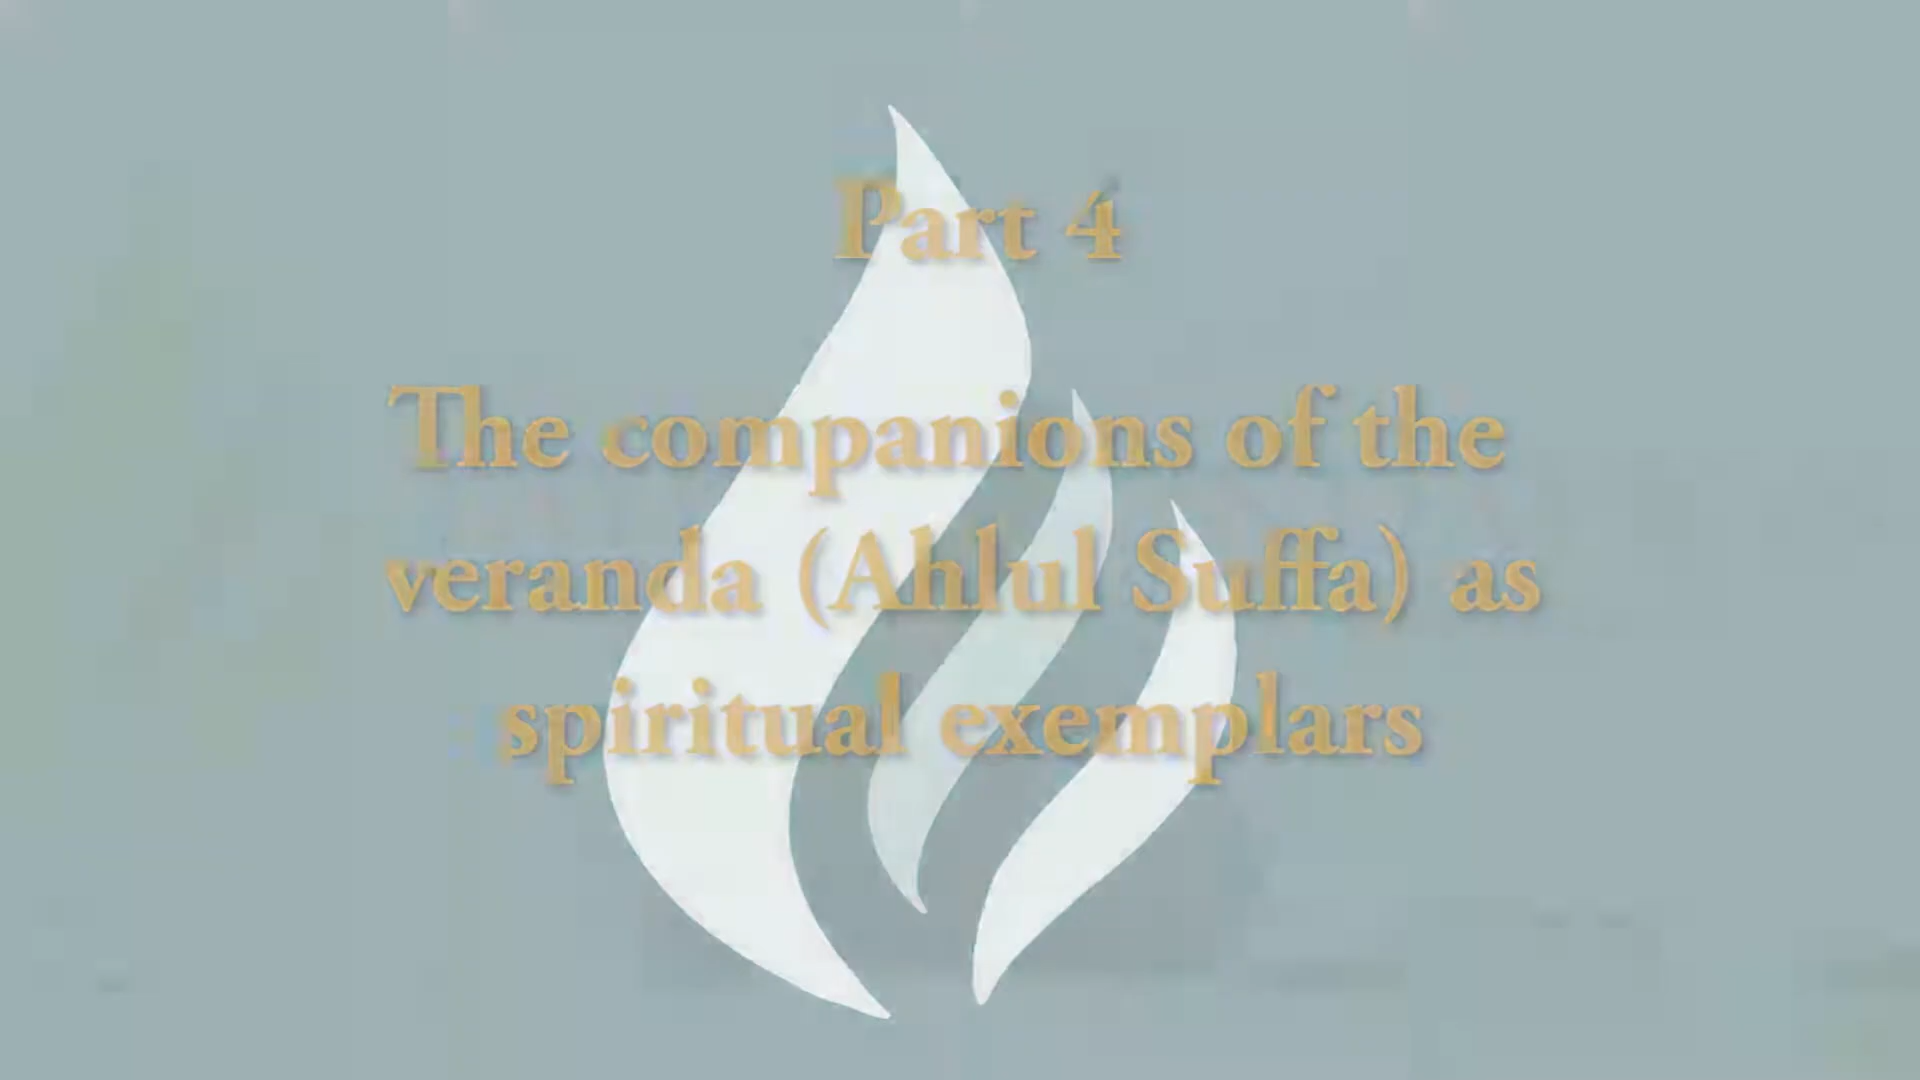 Part 4
The companions of the
veranda (Ahlul Suffa) as
spiritual exemplars